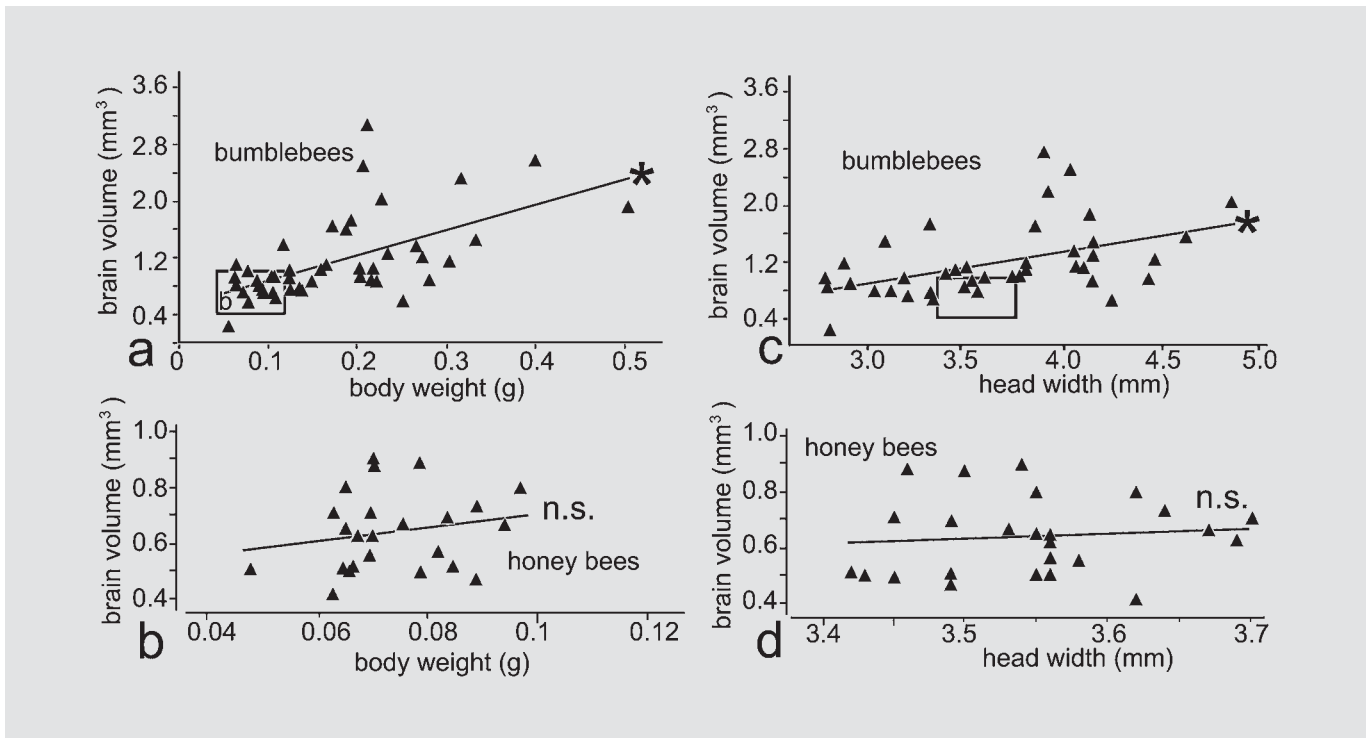 brain volume (mm³)
3.6
2.8
2.0
1.2
0.4
bumblebees
*
b
a
0
0.1
0.2
0.3
0.4
0.5
body weight (g)
brain volume (mm³)
3.6
2.8
2.0
1.2
0.4
bumblebees
*
c
3.0
3.5
4.0
4.5
5.0
head width (mm)
brain volume (mm³)
1.0
0.8
0.6
0.4
n.s.
honey bees
b
0.04
0.06
0.08
0.1
0.12
body weight (g)
brain volume (mm³)
1.0
0.8
0.6
0.4
honey bees
n.s.
d
3.4
3.5
3.6
3.7
head width (mm)